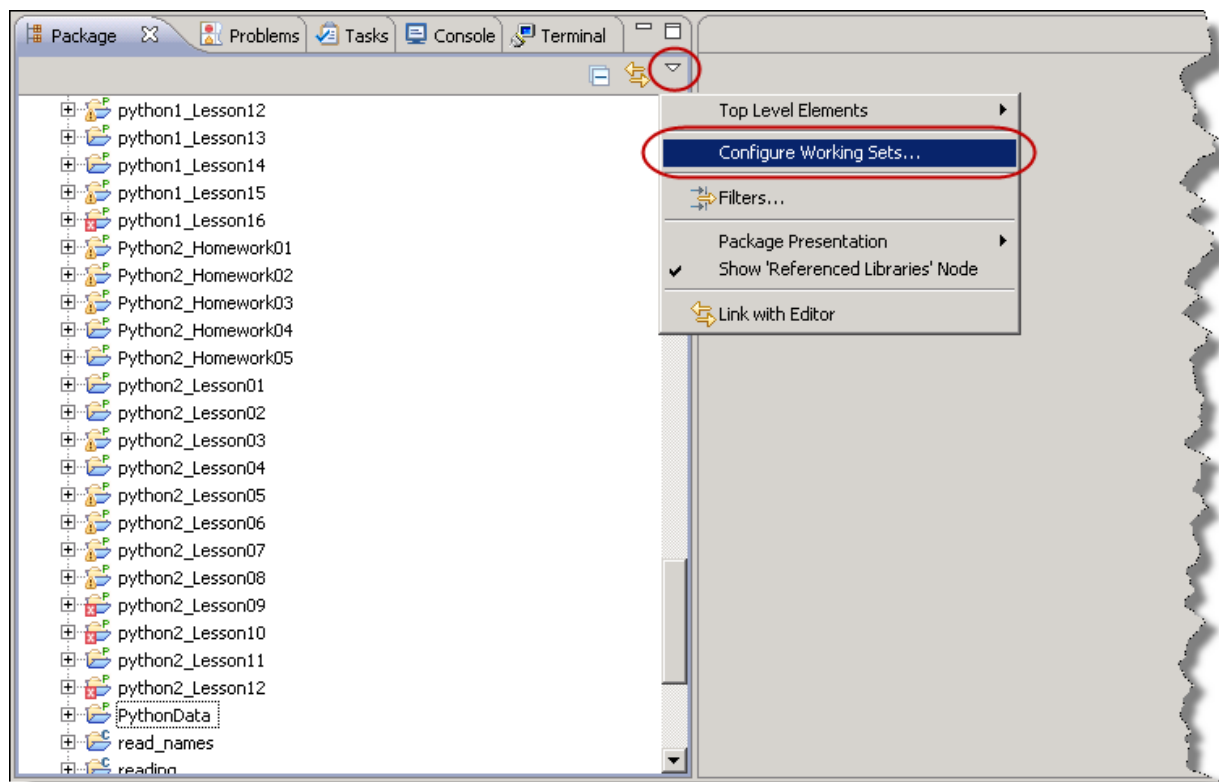 Package Problems Tasks Console Terminal
python1_Lesson12
python1_Lesson13
python1_Lesson14
python1_Lesson15
python1_Lesson16
Python2_Homework01
Python2_Homework02
Python2_Homework03
Python2_Homework04
Python2_Homework05
python2_Lesson01
python2_Lesson02
python2_Lesson03
python2_Lesson04
python2_Lesson05
python2_Lesson06
python2_Lesson07
python2_Lesson08
python2_Lesson09
python2_Lesson10
python2_Lesson11
python2_Lesson12
PythonData
read_names
reading
Top Level Elements
Configure Working Sets...
Filters...
Package Presentation
Show 'Referenced Libraries' Node
Link with Editor